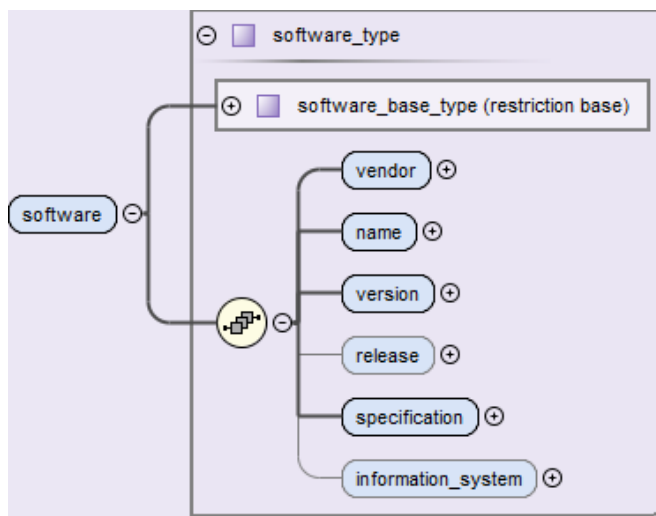 software_type
software_base_type (restriction base)
vendor
name
software
version
release
specification
information_system